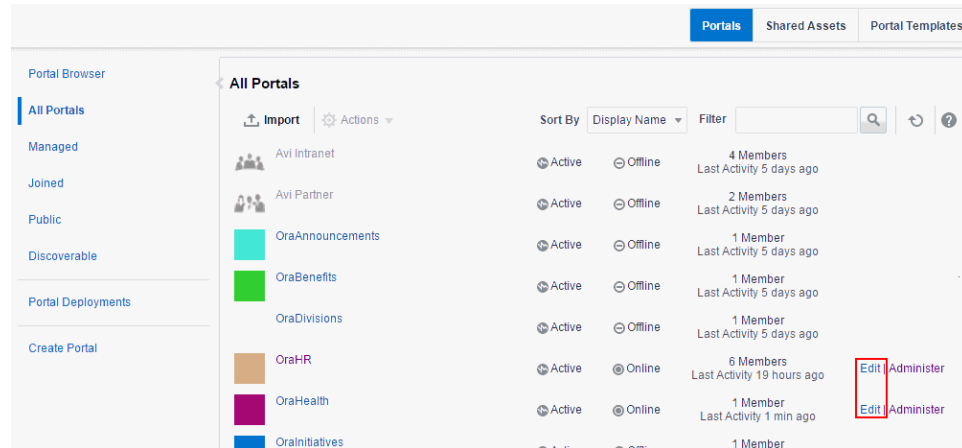 Portals Shared Assets Portal Templates
Portal Browser
All Portals
Managed
Joined
Public
Discoverable
Portal Deployments
Create Portal
All Portals
Import Actions Sort By Display Name Filter
Avi Intranet Active Offline 4 Members
Last Activity 5 days ago
Avi Partner Active Offline 2 Members
Last Activity 5 days ago
OraAnnouncements Active Offline 1 Member
Last Activity 5 days ago
OraBenefits Active Offline 1 Member
Last Activity 5 days ago
OraDivisions Active Offline 1 Member
Last Activity 5 days ago
OraHR Active Online 6 Members Edit | Administer
Last Activity 19 hours ago
OraHealth Active Online 1 Member Edit | Administer
Last Activity 1 min ago
OraInitiatives 1 Member